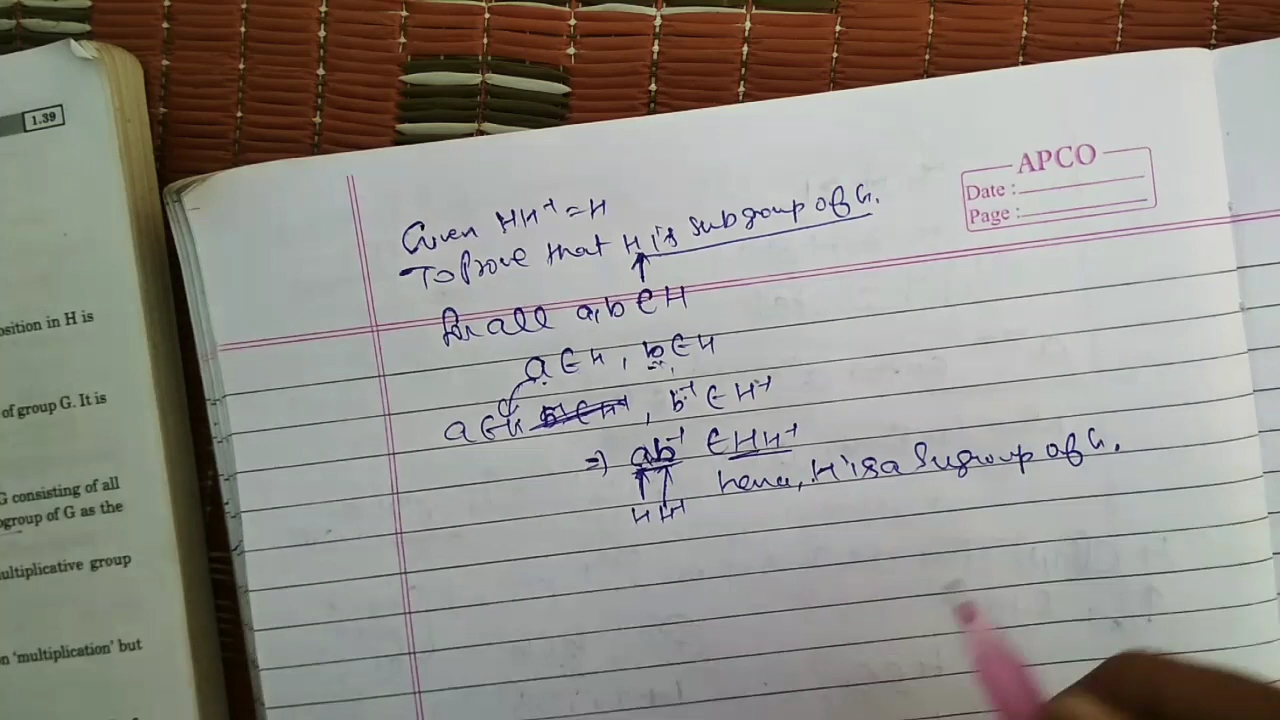 1.39
osition in H is
of group G. It is
G consisting of all
ogroup of G as the
ultiplicative group
n 'multiplication' but
APCO
Date :
Page :
Given HH⁻¹=H
To Prove that H is subgroup of G.
for all a,b ∈ H
a ∈ H , b ∈ H
a ∈ H , b⁻¹ ∈ H⁻¹
=> ab⁻¹ ∈ HH⁻¹
H H⁻¹
hence, H is a Sugroup of G.